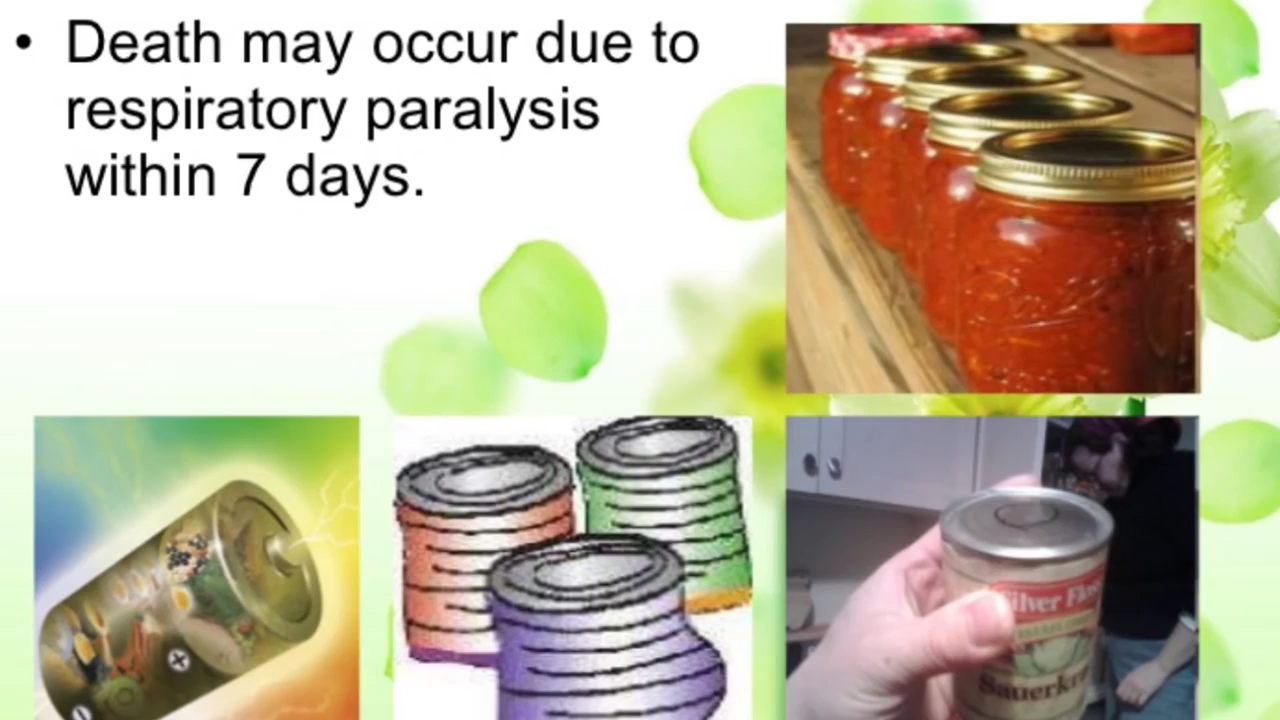 • Death may occur due to
respiratory paralysis
within 7 days.
Sauerkr